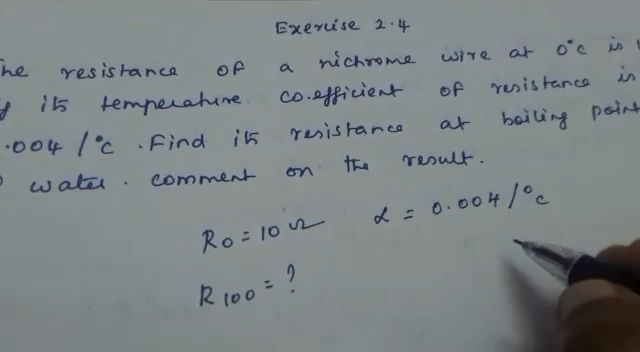 Exercise 2.4
he resistance of a nichrome wire at 0°c is
its temperature co.efficient of resistance is
.004 /°c . Find its resistance at boiling point
water . comment on the result.
R0 = 10 Ω α = 0.004 /°c
R100 = ?